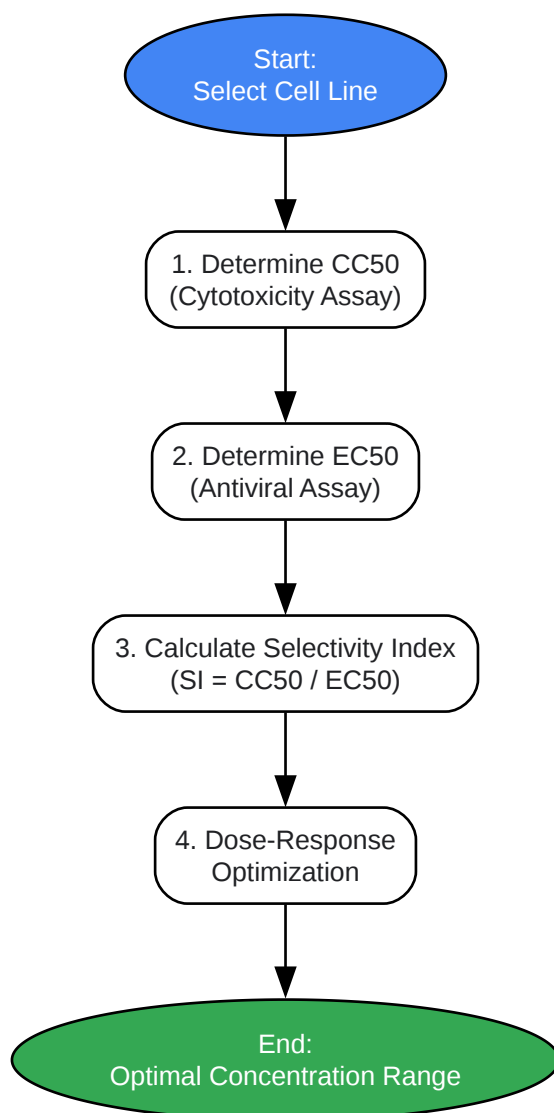 Start:
Select Cell Line
1. Determine CC50
(Cytotoxicity Assay)
2. Determine EC50
(Antiviral Assay)
3. Calculate Selectivity Index
(SI = CC50 / EC50)
4. Dose-Response
Optimization
End:
Optimal Concentration Range